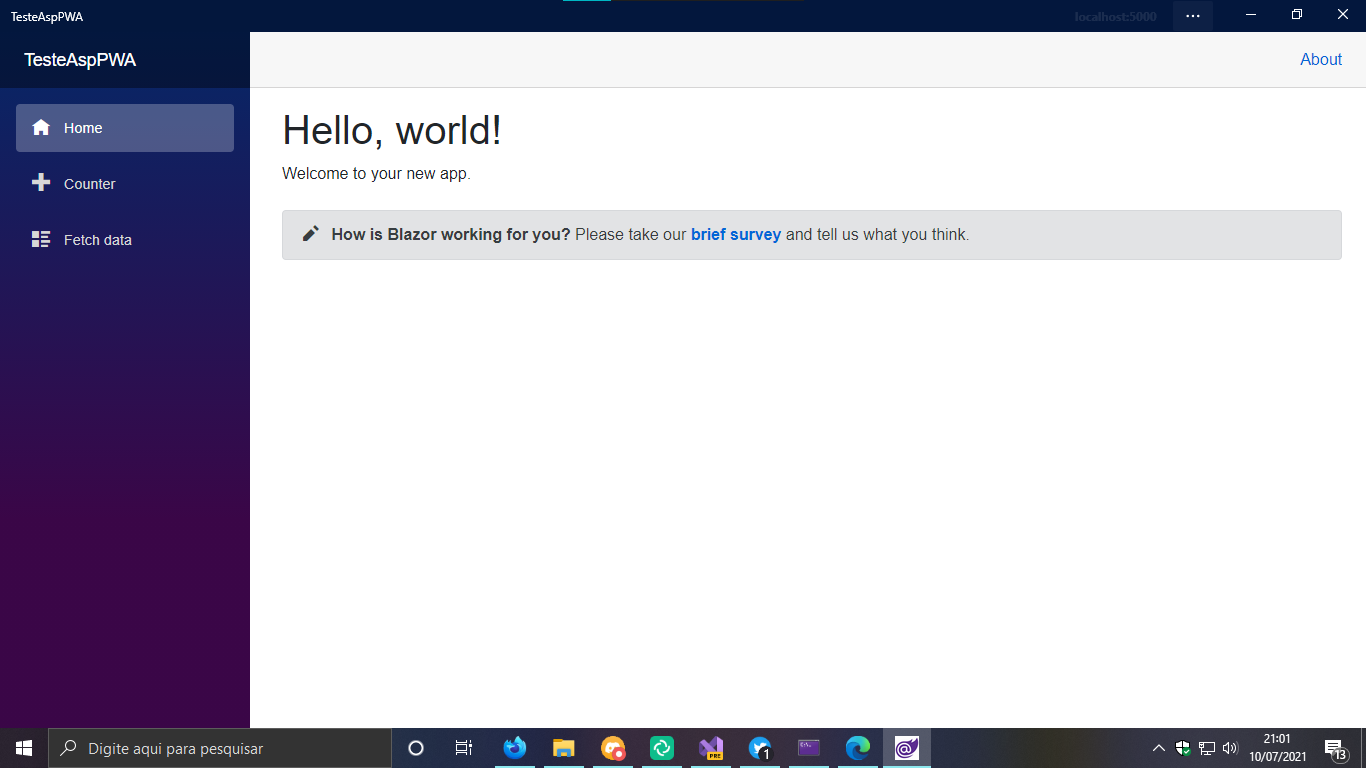 TesteAspPWA
localhost:5000
TesteAspPWA
About
Home
Counter
Fetch data
Hello, world!
Welcome to your new app.
How is Blazor working for you? Please take our brief survey and tell us what you think.
Digite aqui para pesquisar
PRE
1
21:01
10/07/2021
13